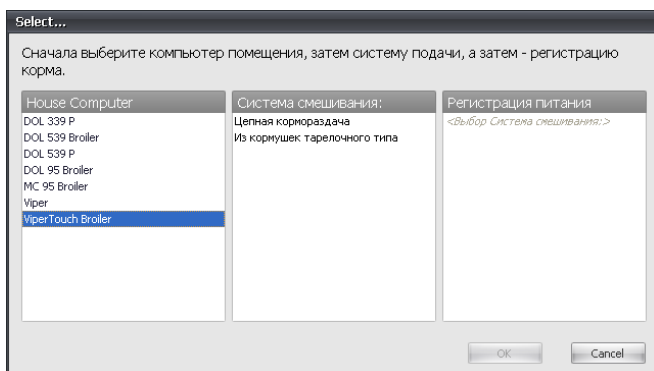 Select...
Сначала выберите компьютер помещения, затем систему подачи, а затем - регистрацию
корма.
House Computer
DOL 339 P
DOL 539 Broiler
DOL 539 P
DOL 95 Broiler
MC 95 Broiler
Viper
ViperTouch Broiler
Система смешивания:
Цепная кормораздача
Из кормушек тарелочного типа
Регистрация питания
<Выбор Система смешивания:>
OK
Cancel